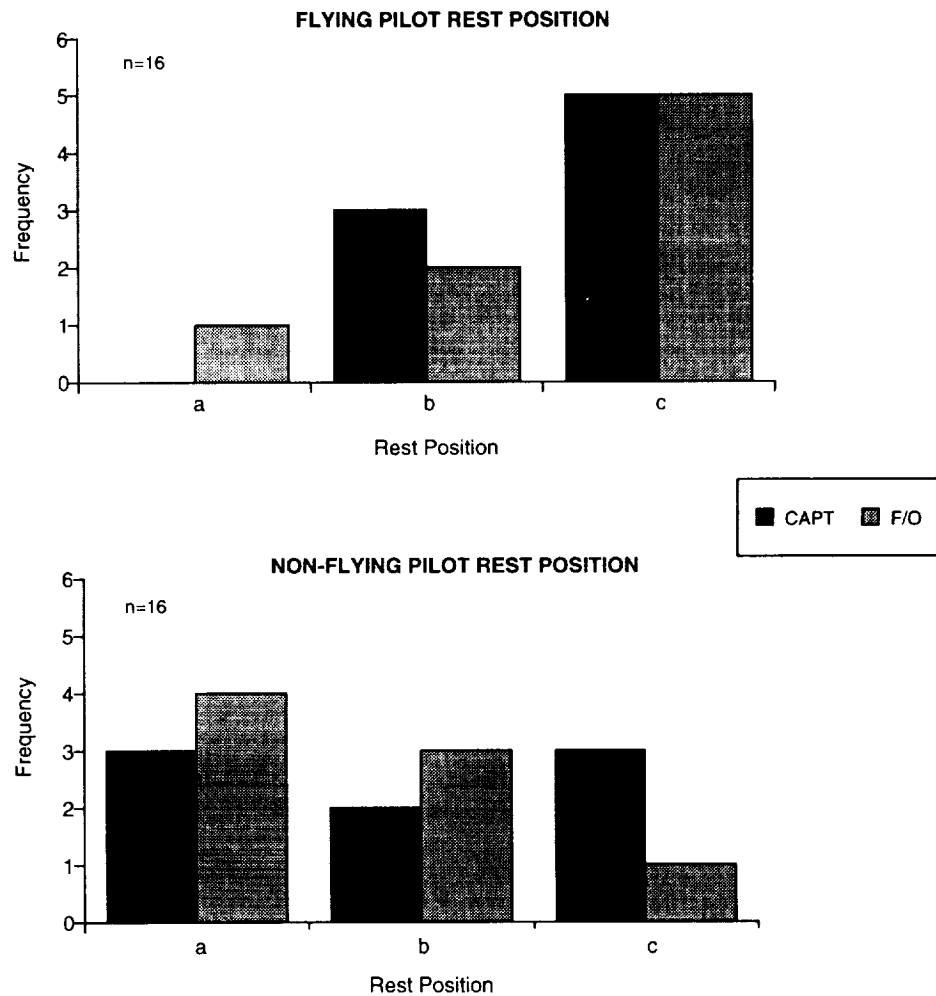 FLYING PILOT REST POSITION
6
n=16
5
4
3
2
1
0
Frequency
a b c
Rest Position
CAPT F/O
NON-FLYING PILOT REST POSITION
6
n=16
5
4
3
2
1
0
Frequency
a b c
Rest Position